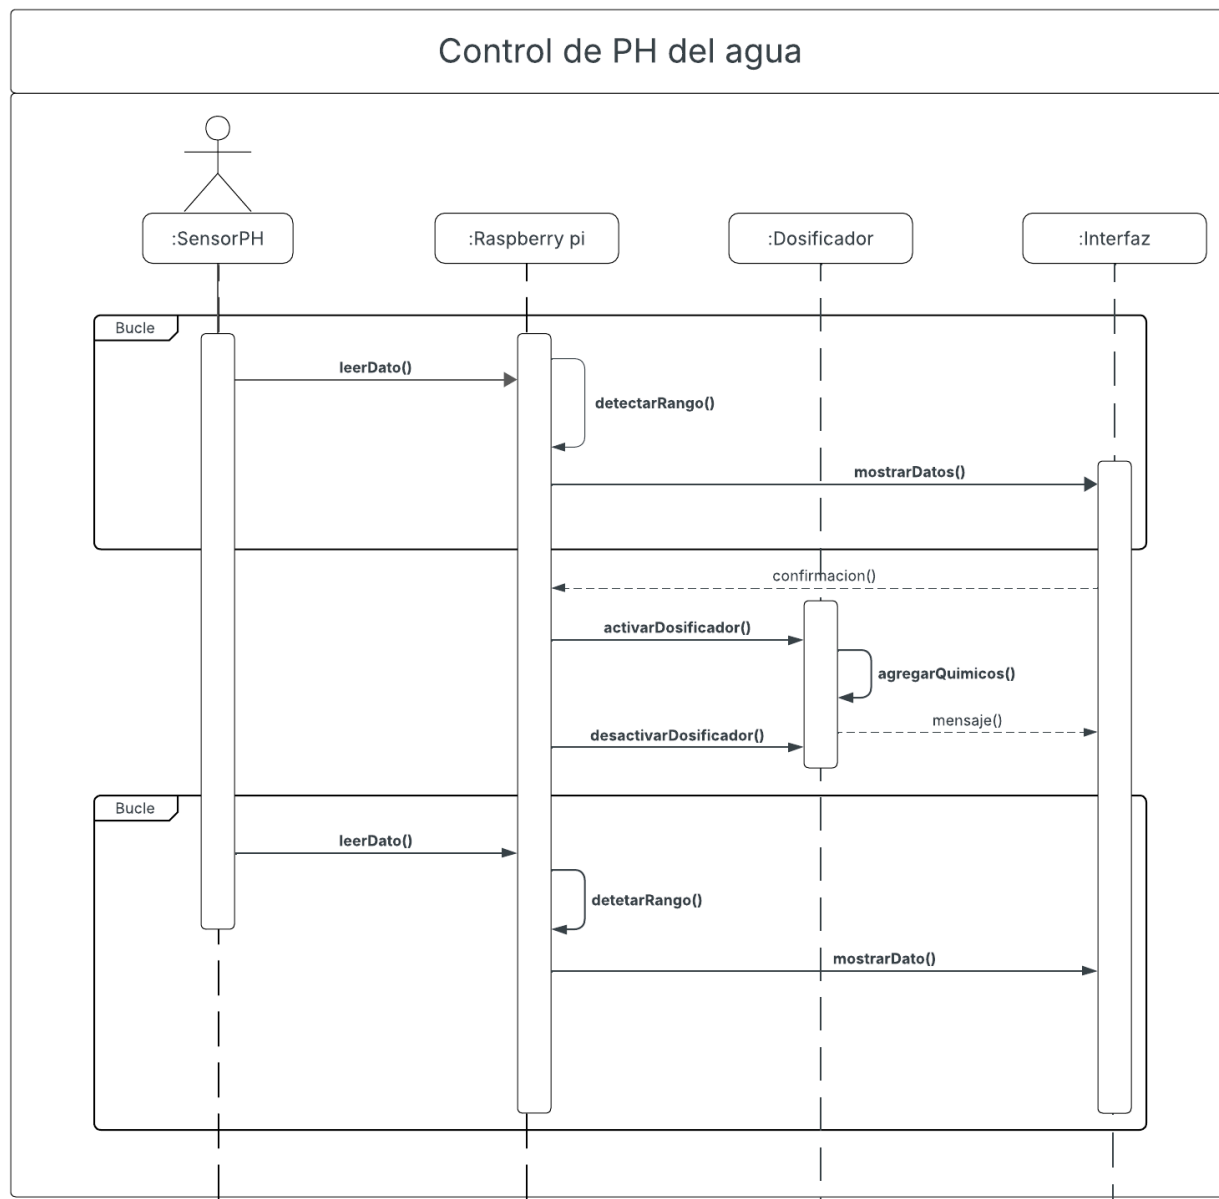 Control de PH del agua
:SensorPH
:Raspberry pi
:Dosificador
:Interfaz
Bucle
leerDato()
detectarRango()
mostrarDatos()
confirmacion()
activarDosificador()
agregarQuimicos()
mensaje()
desactivarDosificador()
Bucle
leerDato()
detetarRango()
mostrarDato()